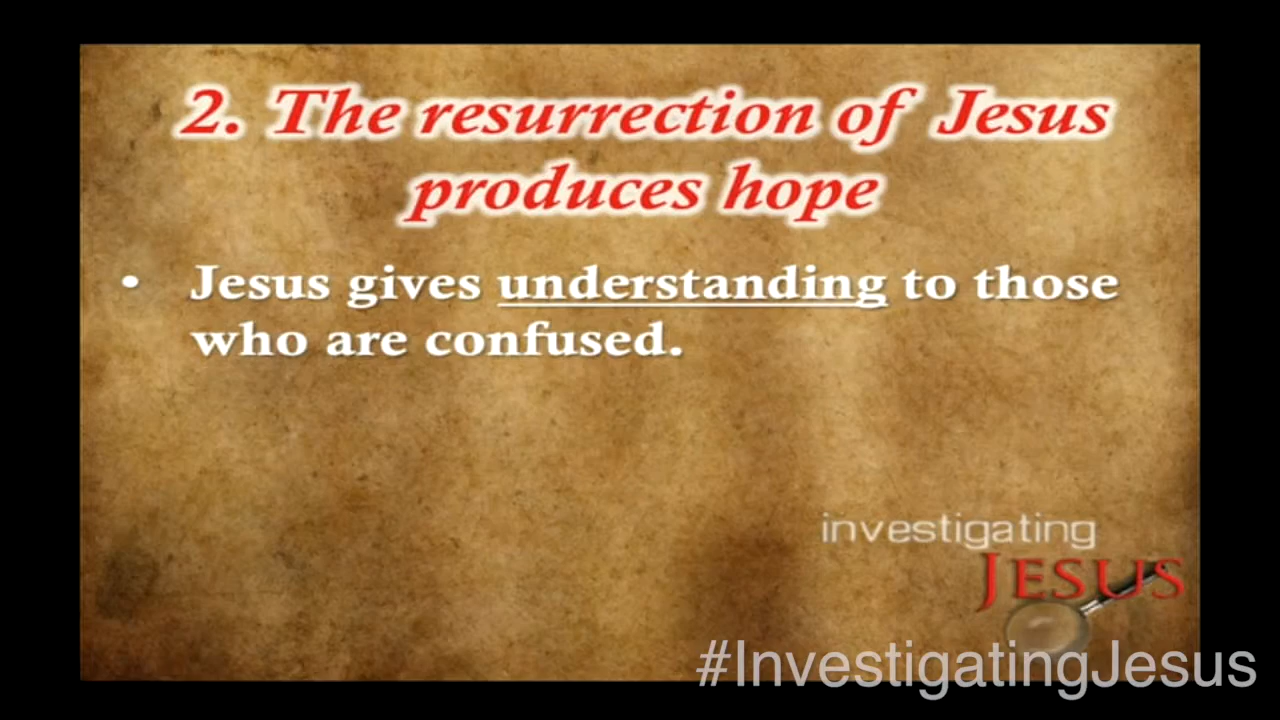 2. The resurrection of Jesus
produces hope
• Jesus gives understanding to those
who are confused.
investigating
JESUS
#InvestigatingJesus